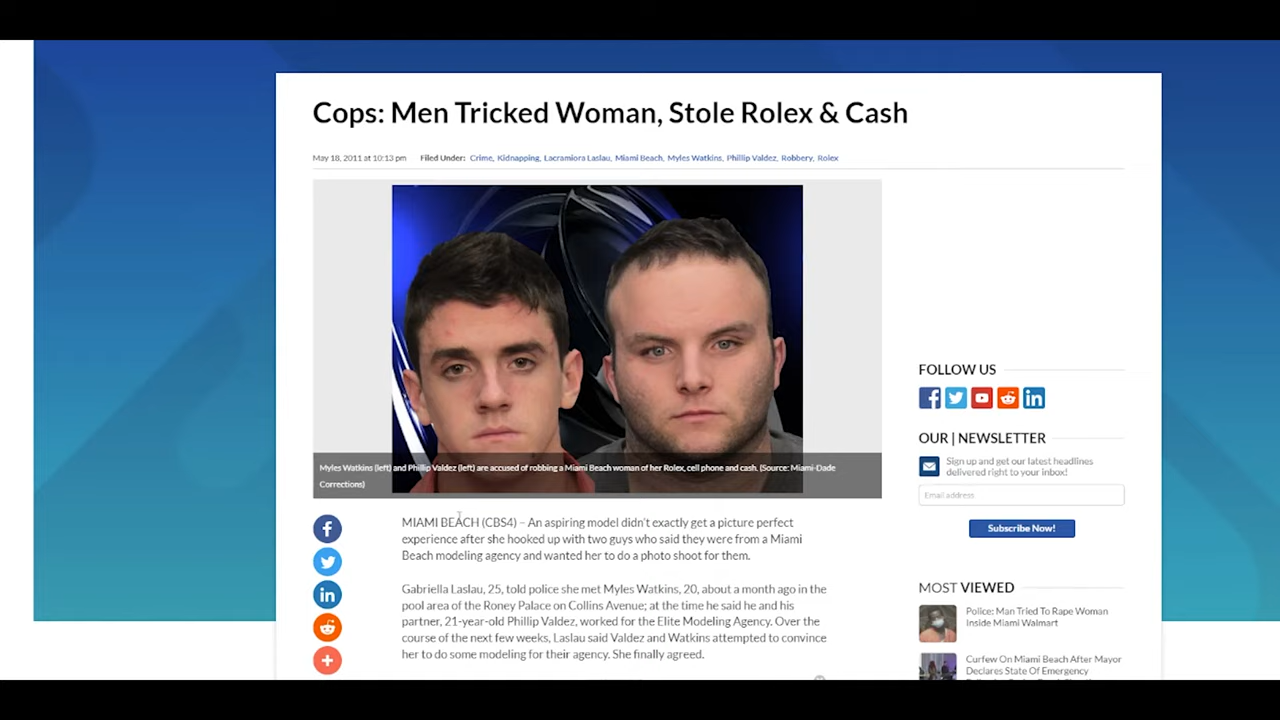 Cops: Men Tricked Woman, Stole Rolex & Cash
May 18, 2011 at 10:13 pm Filed Under: Crime, Kidnapping, Lacramiora Laslau, Miami Beach, Myles Watkins, Phillip Valdez, Robbery, Rolex
Myles Watkins (left) and Phillip Valdez (left) are accused of robbing a Miami Beach woman of her Rolex, cell phone and cash. (Source: Miami-Dade
Corrections)
MIAMI BEACH (CBS4) – An aspiring model didn't exactly get a picture perfect
experience after she hooked up with two guys who said they were from a Miami
Beach modeling agency and wanted her to do a photo shoot for them.
Gabriella Laslau, 25, told police she met Myles Watkins, 20, about a month ago in the
pool area of the Roney Palace on Collins Avenue; at the time he said he and his
partner, 21-year-old Phillip Valdez, worked for the Elite Modeling Agency. Over the
course of the next few weeks, Laslau said Valdez and Watkins attempted to convince
her to do some modeling for their agency. She finally agreed.
FOLLOW US
OUR | NEWSLETTER
Sign up and get our latest headlines
delivered right to your inbox!
Email address
Subscribe Now!
MOST VIEWED
Police: Man Tried To Rape Woman
Inside Miami Walmart
Curfew On Miami Beach After Mayor
Declares State Of Emergency